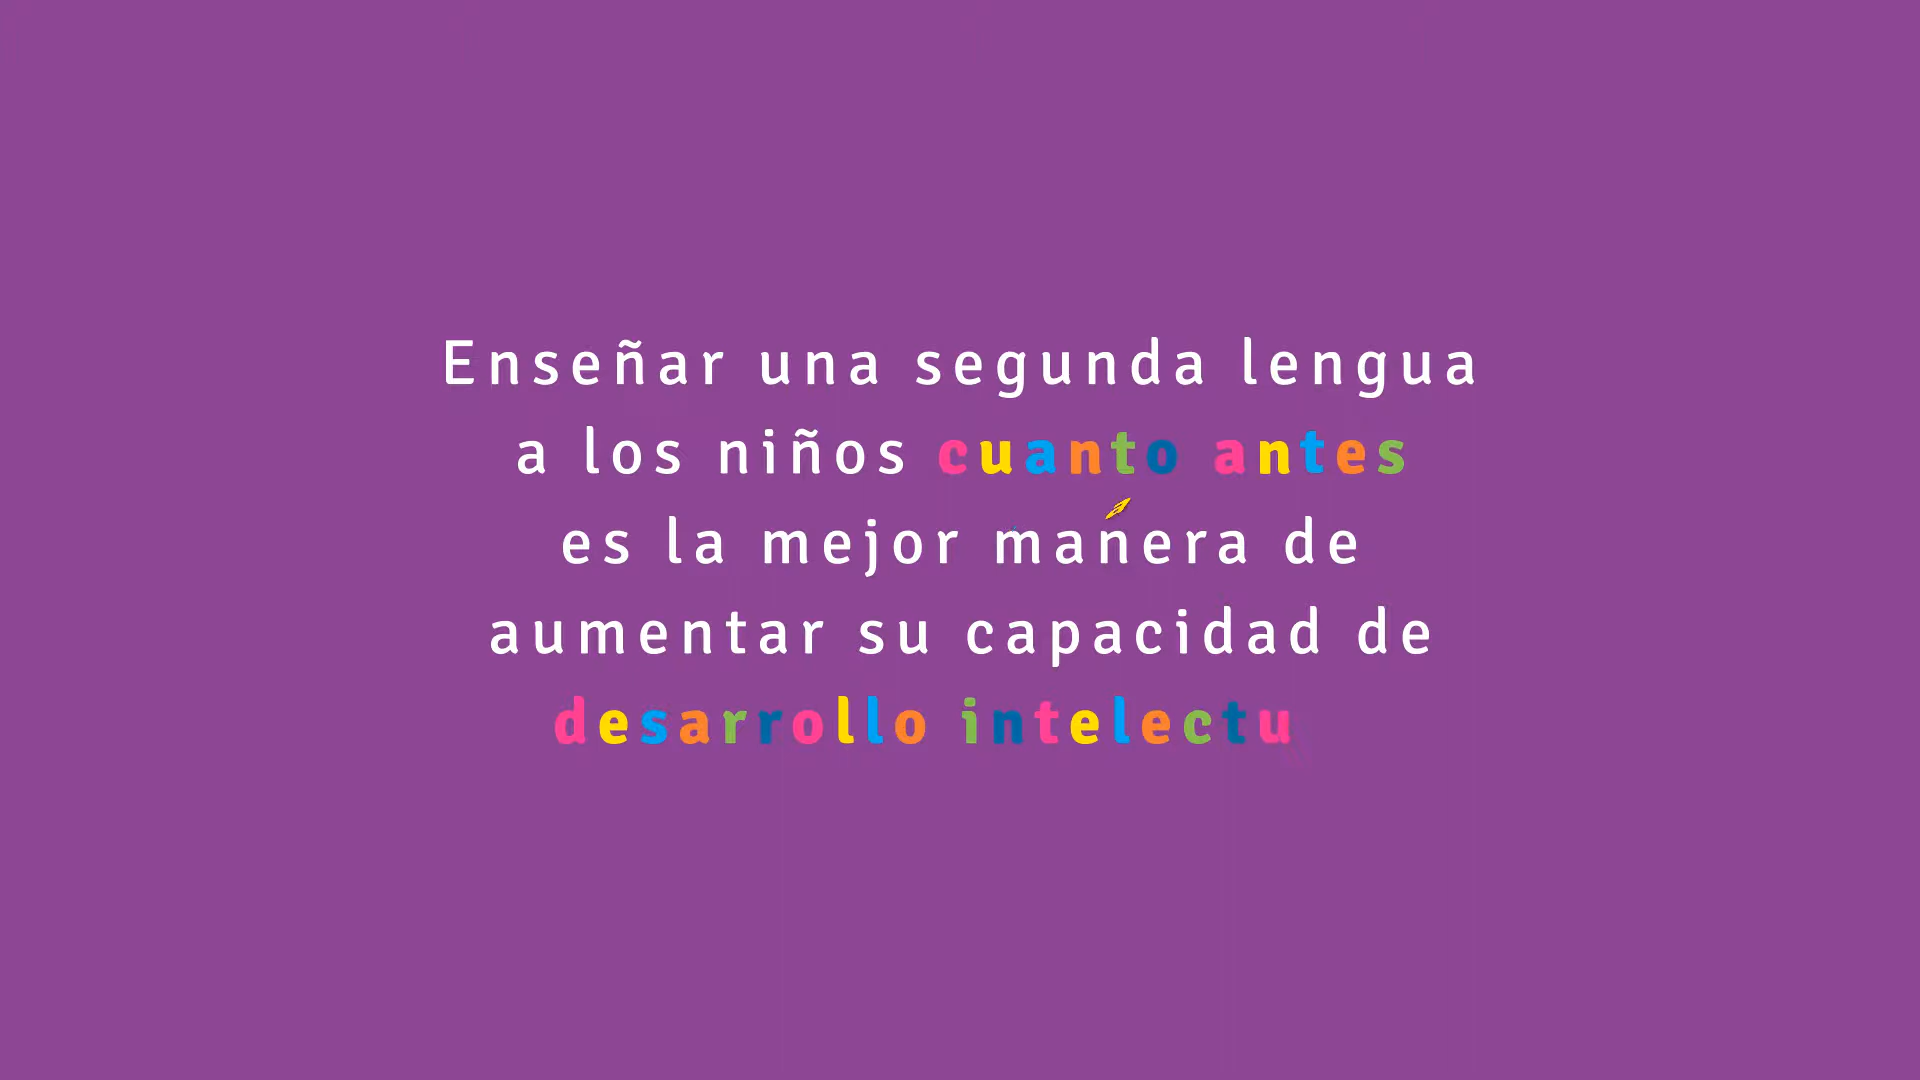 Enseñar una segunda lengua
a los niños cuanto antes
es la mejor manera de
aumentar su capacidad de
desarrollo intelectu